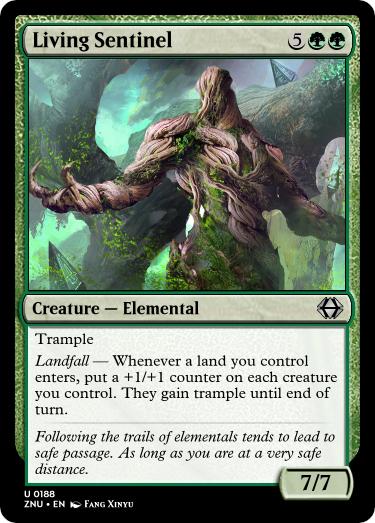 Living Sentinel 5
Creature — Elemental
Trample
Landfall — Whenever a land you control
enters, put a +1/+1 counter on each creature
you control. They gain trample until end of
turn.
Following the trails of elementals tends to lead to
safe passage. As long as you are at a very safe
distance.
7/7
U 0188
ZNU • EN Fang Xinyu